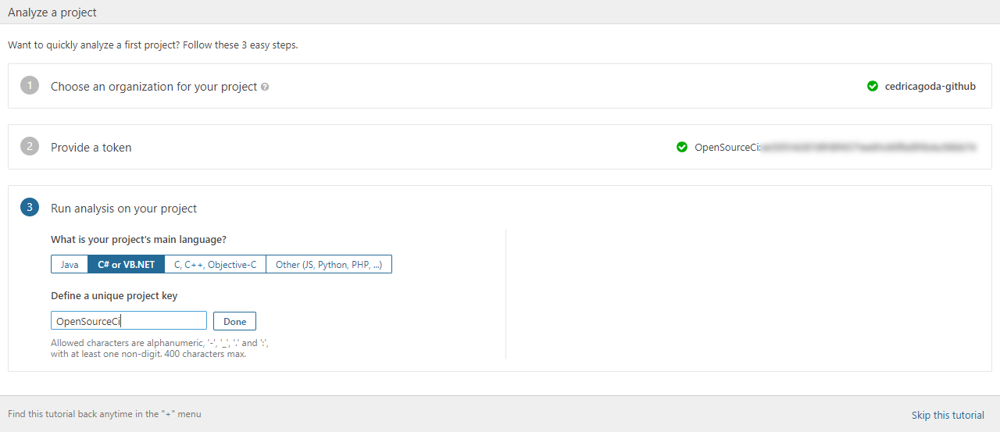 Analyze a project
Want to quickly analyze a first project? Follow these 3 easy steps.
1 Choose an organization for your project ? cedricagoda-github
2 Provide a token OpenSourceCi:
3 Run analysis on your project
What is your project's main language?
Java C# or VB.NET C, C++, Objective-C Other (JS, Python, PHP, ...)
Define a unique project key
OpenSourceCi Done
Allowed characters are alphanumeric, '-', '_', '.' and ':',
with at least one non-digit. 400 characters max.
Find this tutorial back anytime in the "+" menu Skip this tutorial